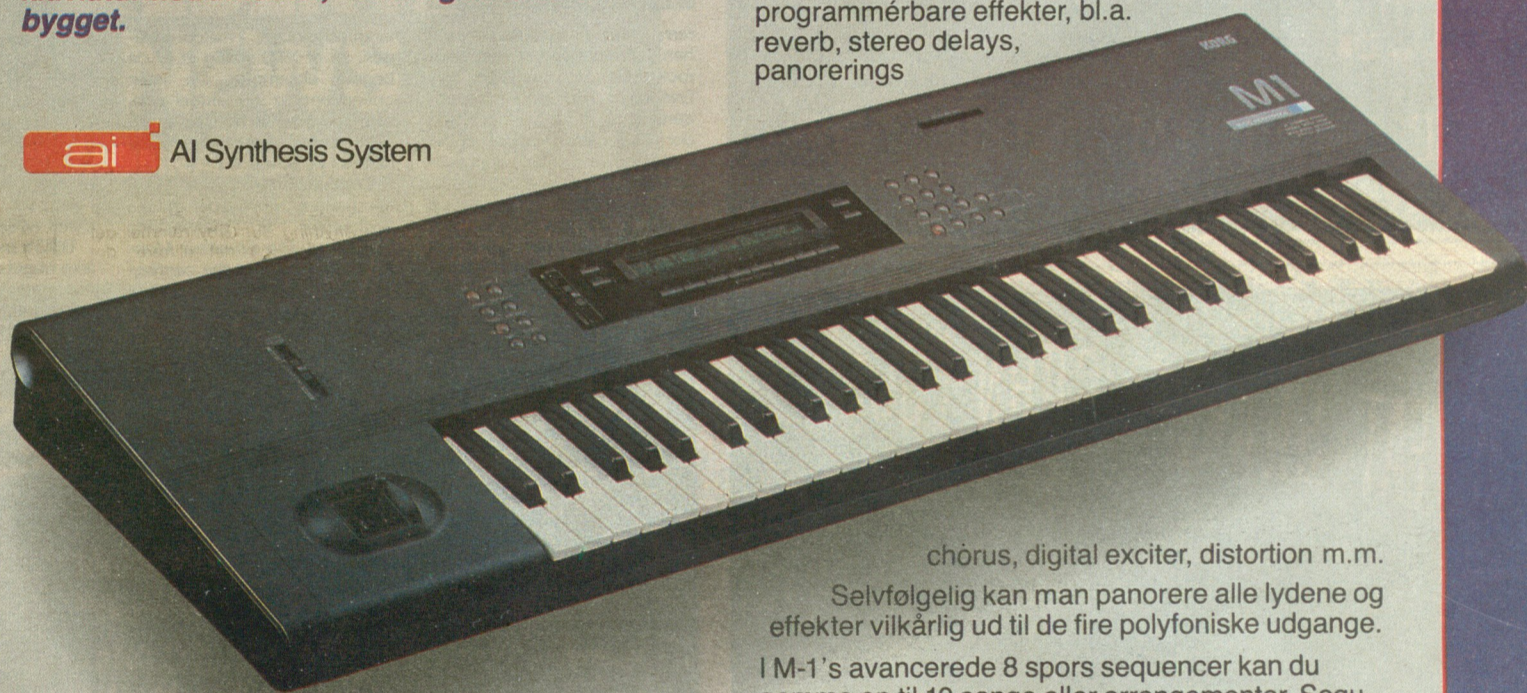 bygget.
ai AI Synthesis System
programmérbare effekter, bl.a.
reverb, stereo delays,
panorerings
KORG
M1
chorus, digital exciter, distortion m.m.
Selvfølgelig kan man panorere alle lydene og
effekter vilkårlig ud til de fire polyfoniske udgange.
I M-1's avancerede 8 spors sequencer kan du